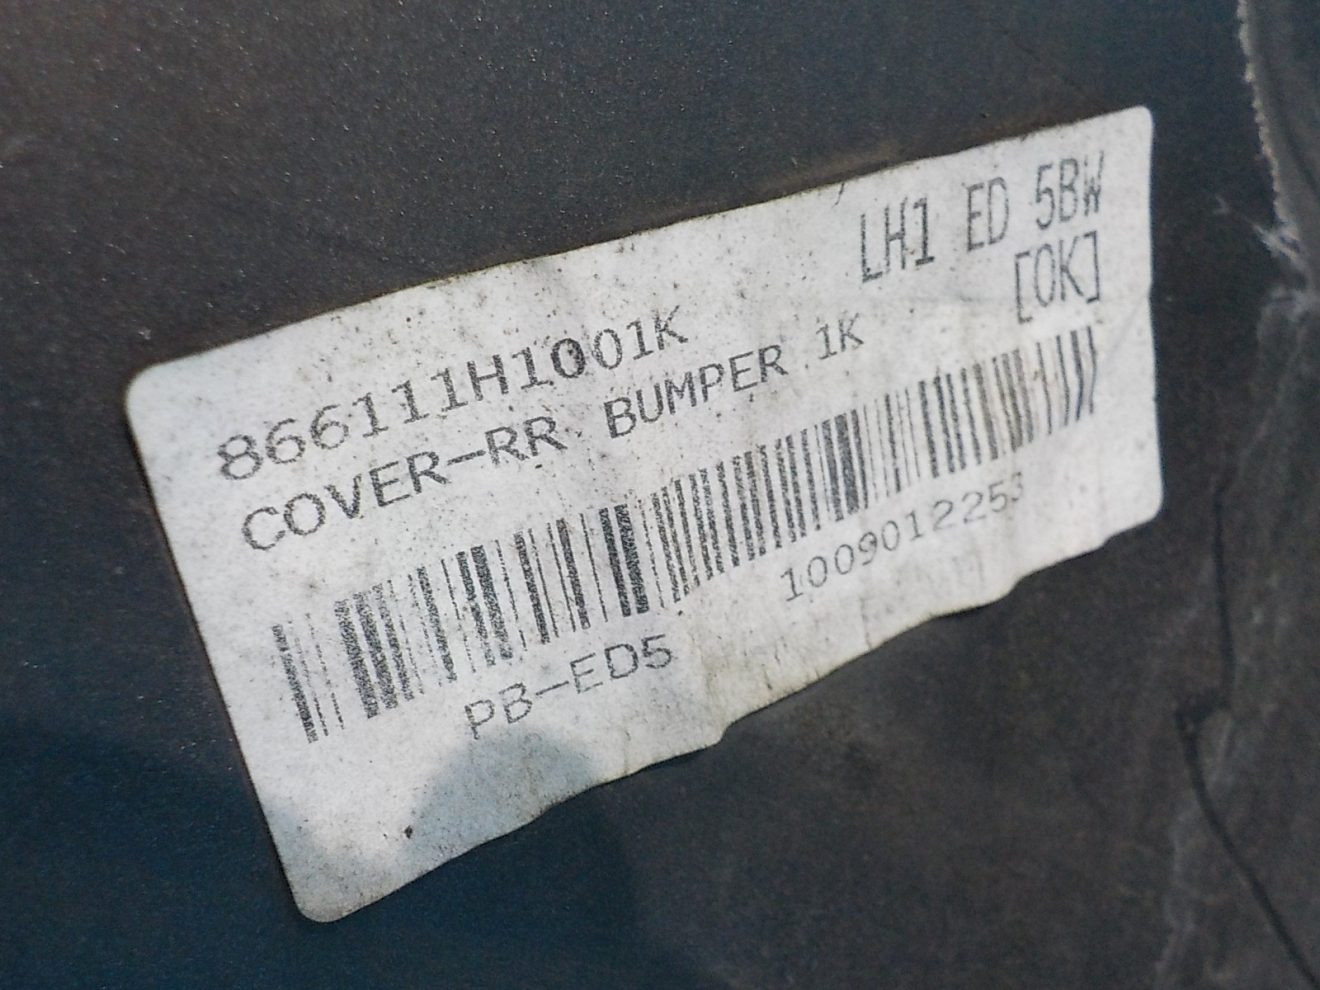 LH1 ED 5BW
[OK]
866111H1001K
COVER-RR BUMPER 1K
1009012253
PB-ED5